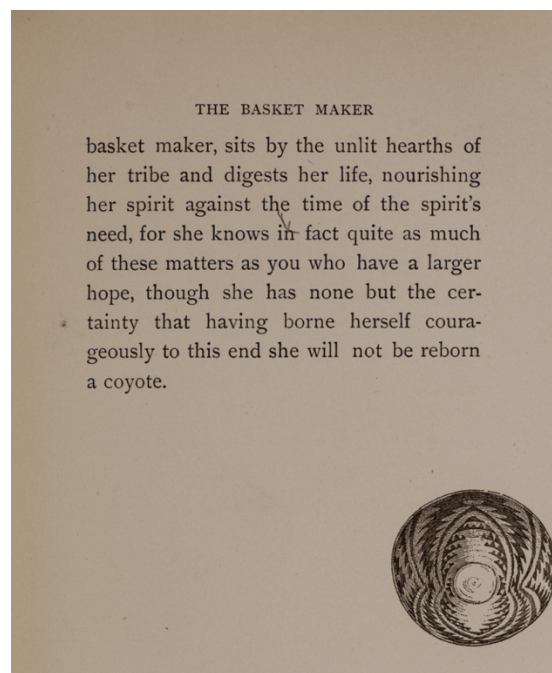 THE BASKET MAKER
basket maker, sits by the unlit hearths of
her tribe and digests her life, nourishing
her spirit against the time of the spirit's
need, for she knows in fact quite as much
of these matters as you who have a larger
hope, though she has none but the cer-
tainty that having borne herself coura-
geously to this end she will not be reborn
a coyote.